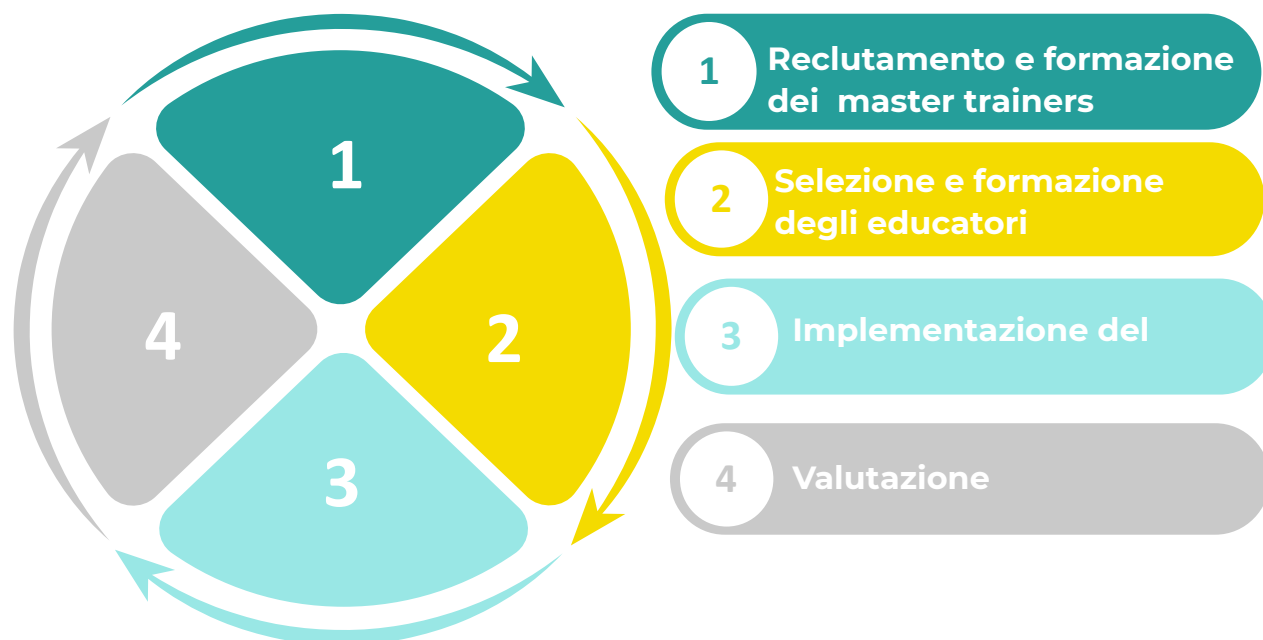 1
2
3
4
1
Reclutamento e formazione
dei master trainers
2
Selezione e formazione
degli educatori
3
Implementazione del
4
Valutazione